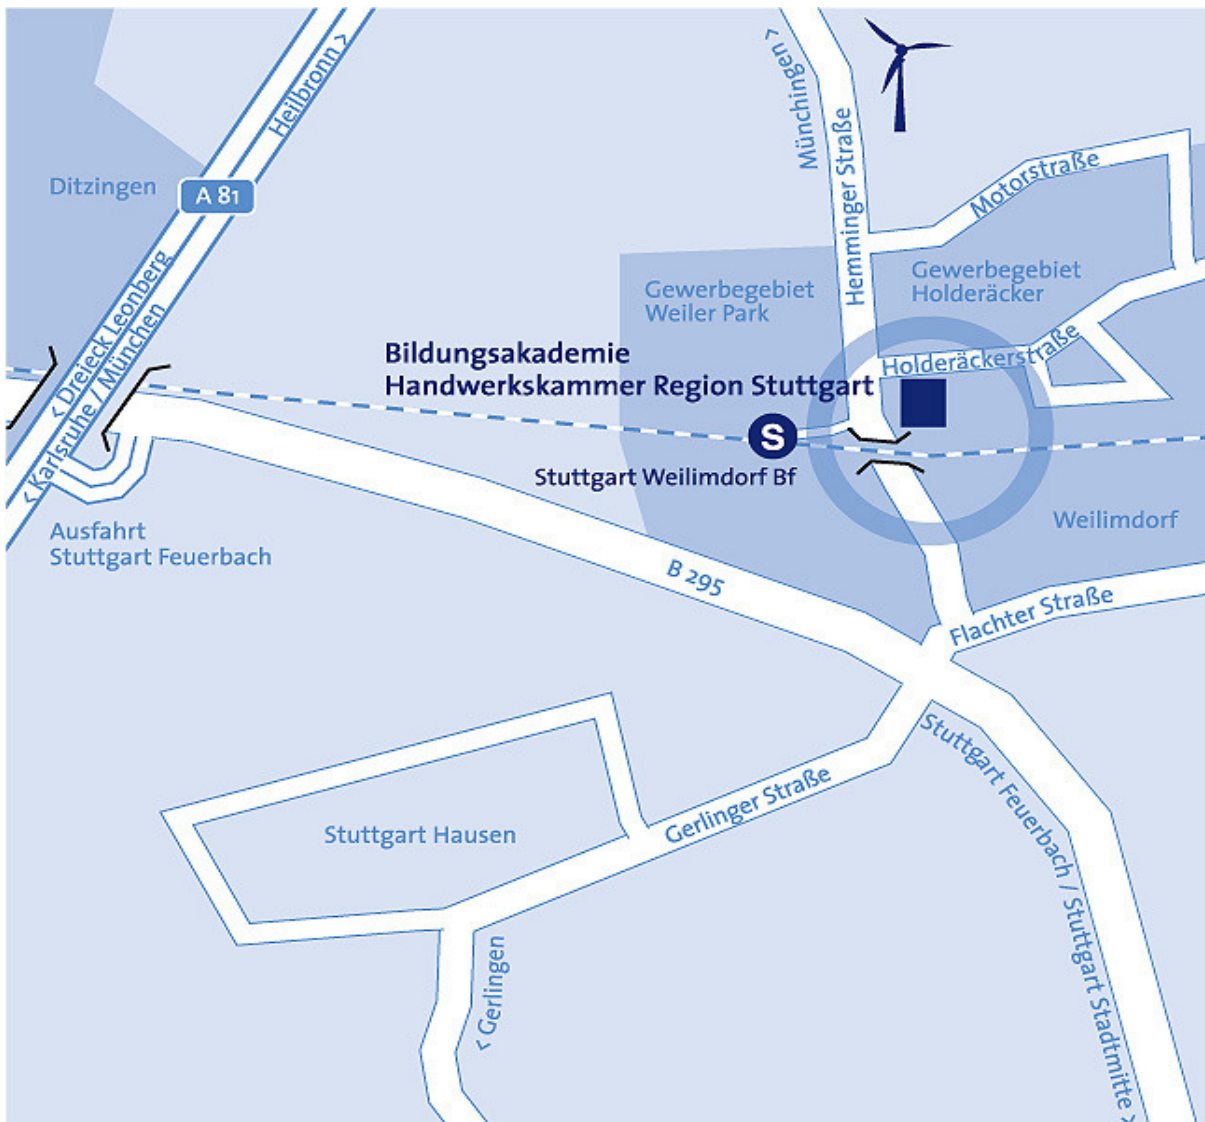 Heilbronn >
Münchingen >
Ditzingen
A 81
Hemminger Straße
Motorstraße
< Dreieck Leonberg
< Karlsruhe / München
Gewerbegebiet
Weiler Park
Gewerbegebiet
Holderäcker
Bildungsakademie
Handwerkskammer Region Stuttgart
Holderäckerstraße
S
Stuttgart Weilimdorf Bf
Weilimdorf
Ausfahrt
Stuttgart Feuerbach
B 295
Flachter Straße
Stuttgart Feuerbach / Stuttgart Stadtmitte >
Gerlinger Straße
Stuttgart Hausen
< Gerlingen